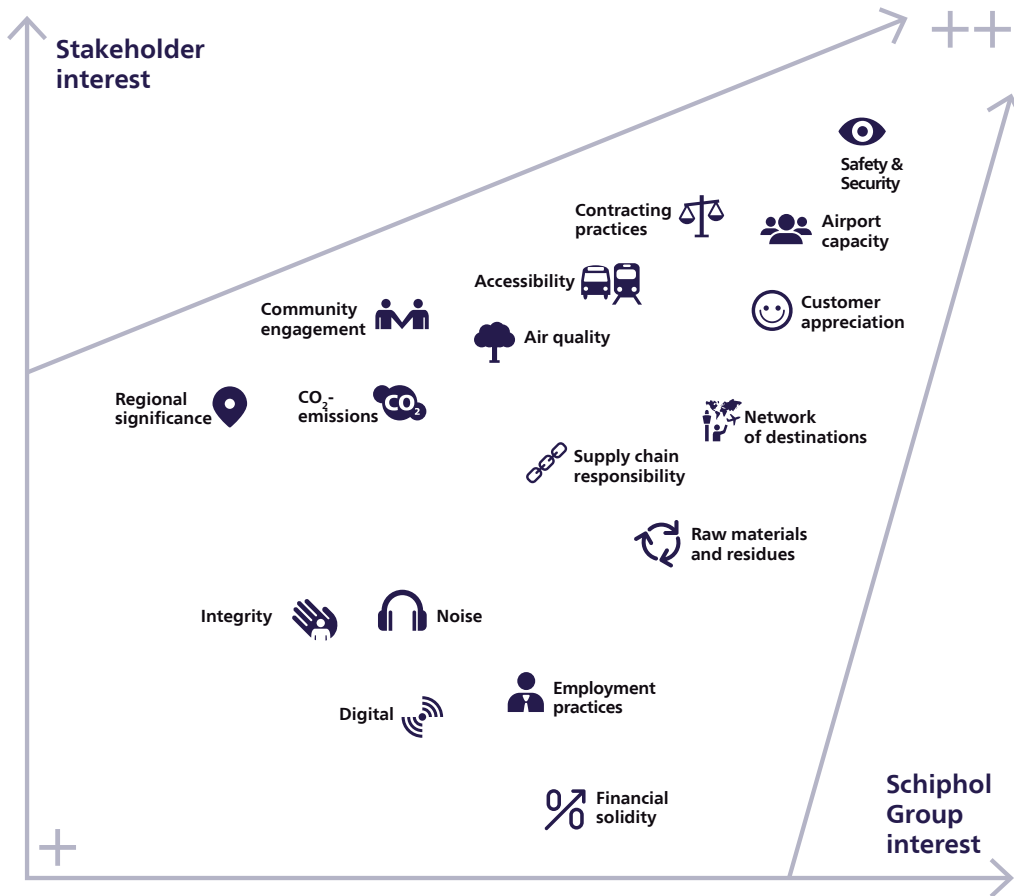 Stakeholder
interest
Safety &
Security
Contracting
practices
Airport
capacity
Accessibility
Community
engagement
Customer
appreciation
Air quality
Regional
significance
CO₂-
emissions
CO₂
Network
of destinations
Supply chain
responsibility
Raw materials
and residues
Integrity
Noise
Employment
practices
Digital
Schiphol
Group
interest
Financial
solidity